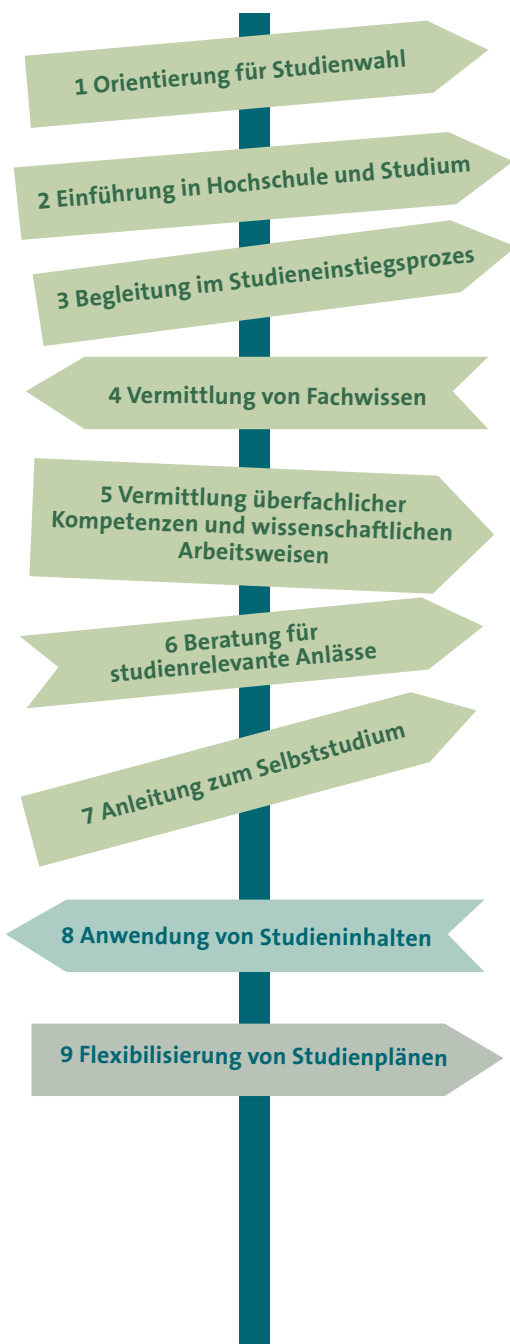 1 Orientierung für Studienwahl
2 Einführung in Hochschule und Studium
3 Begleitung im Studieneinstiegsprozes
4 Vermittlung von Fachwissen
5 Vermittlung überfachlicher
Kompetenzen und wissenschaftlichen
Arbeitsweisen
6 Beratung für
studienrelevante Anlässe
7 Anleitung zum Selbststudium
8 Anwendung von Studieninhalten
9 Flexibilisierung von Studienplänen